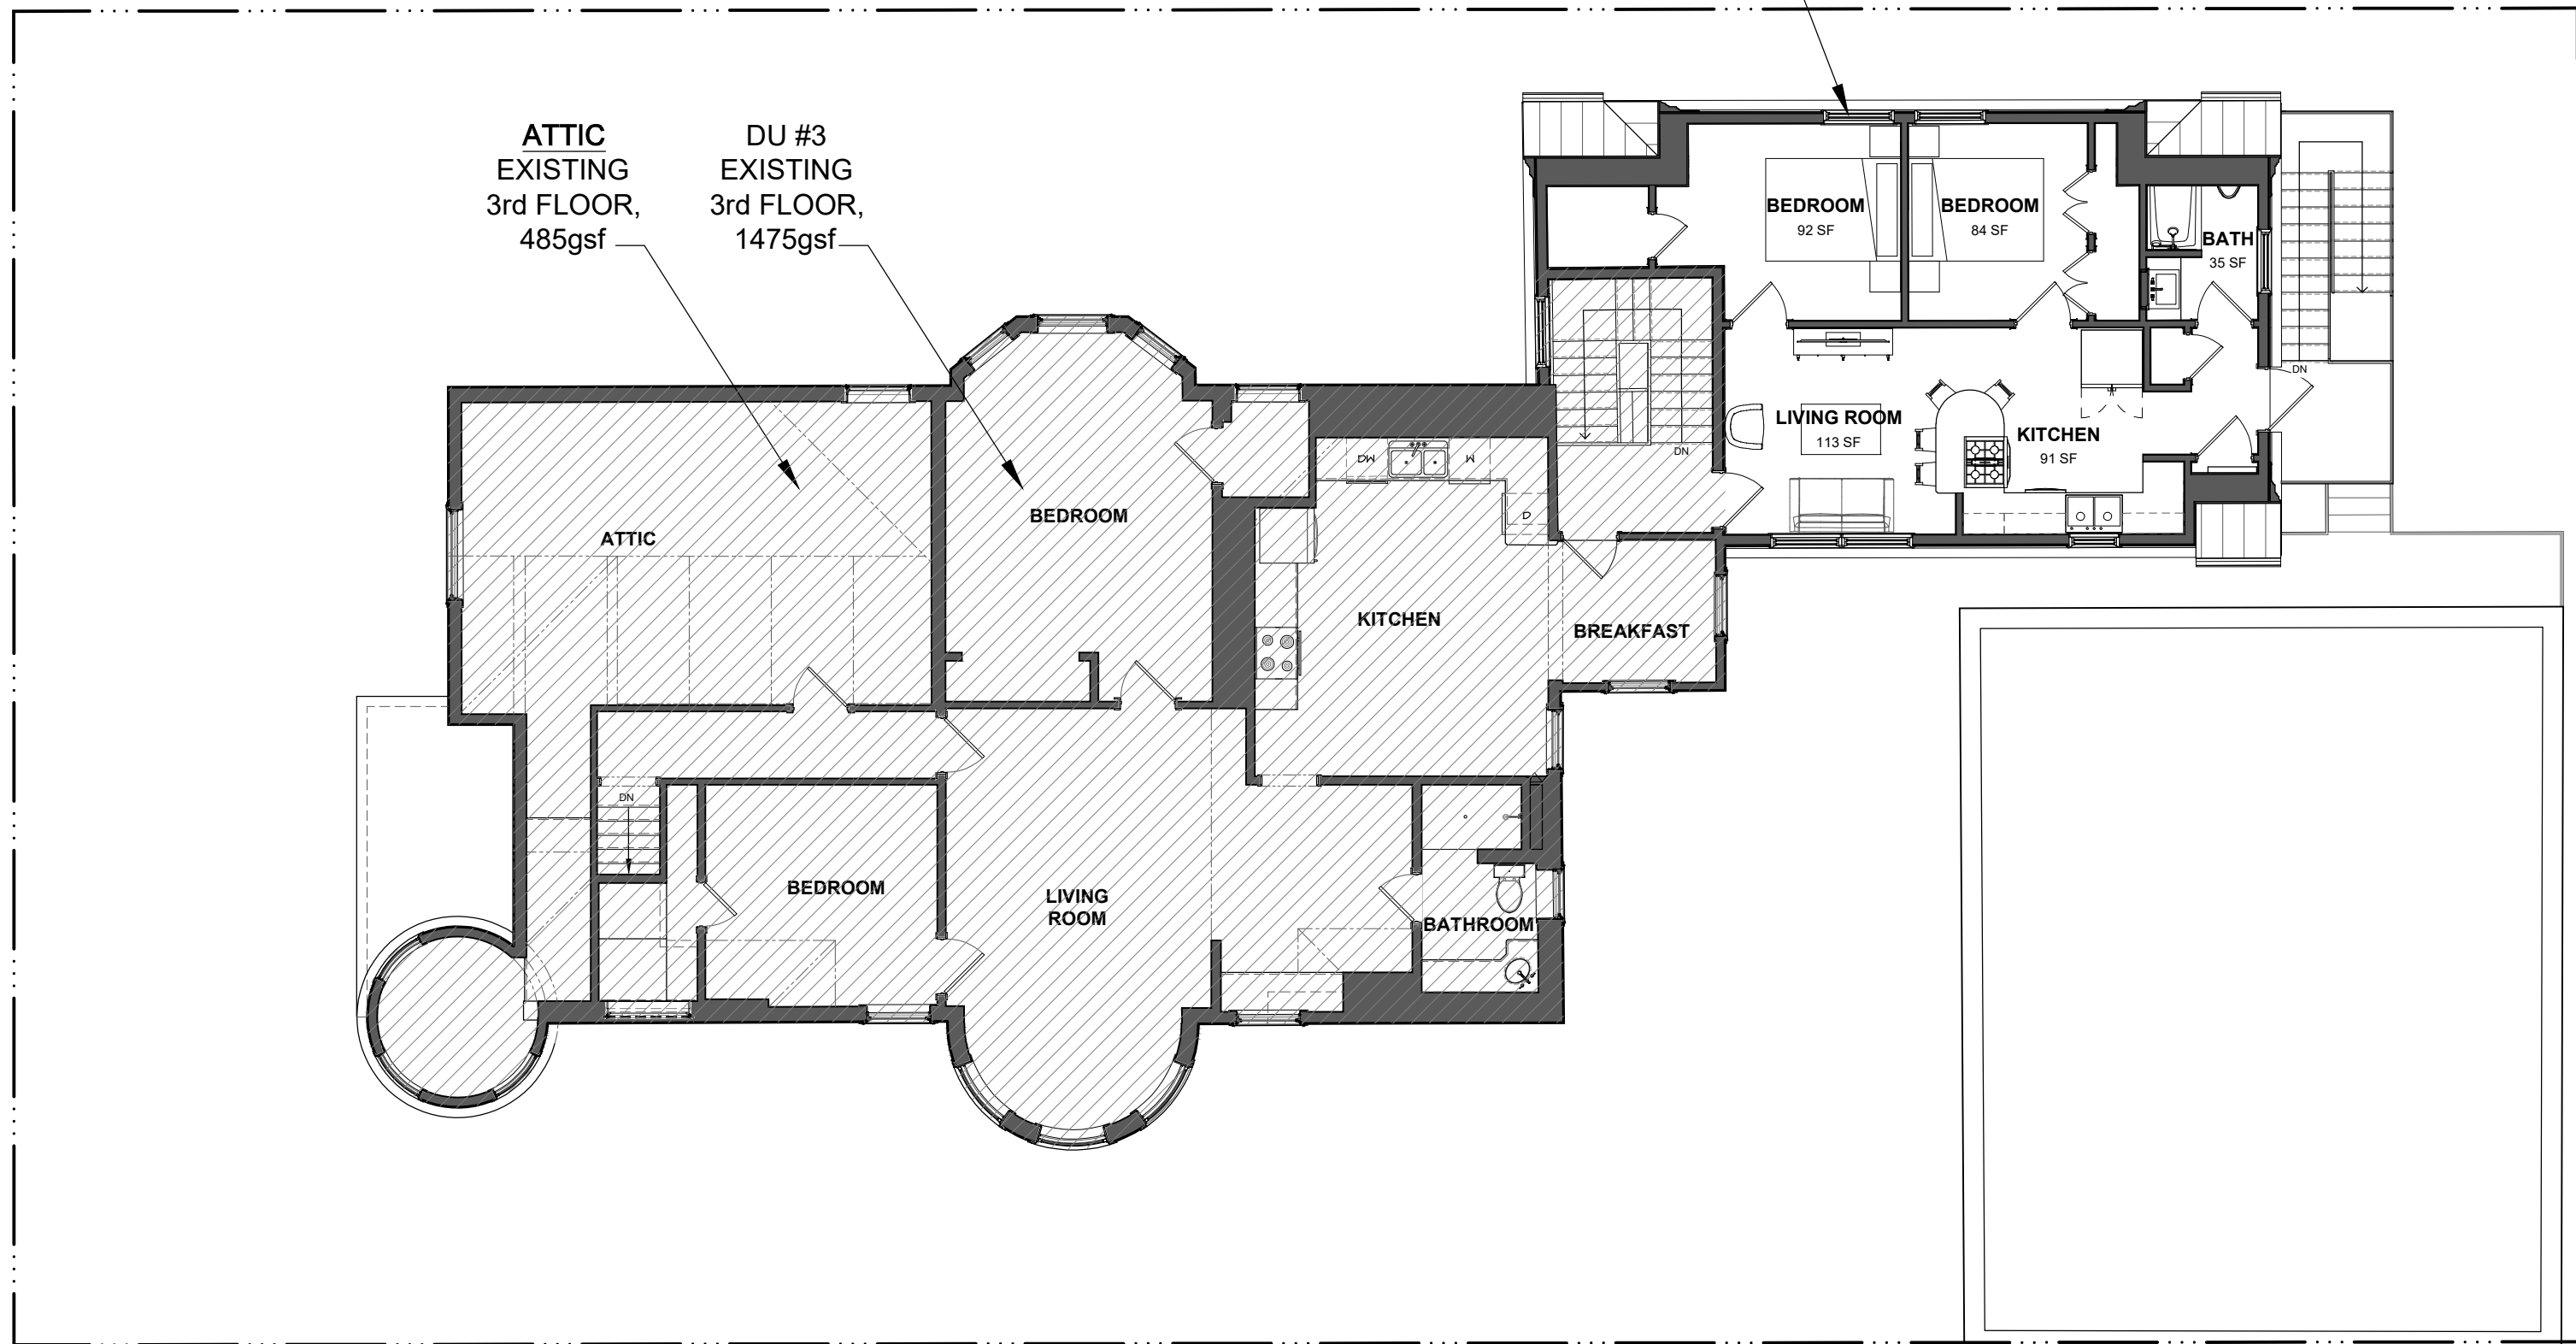 ATTIC
EXISTING
3rd FLOOR,
485gsf
DU #3
EXISTING
3rd FLOOR,
1475gsf
BEDROOM
92 SF
BEDROOM
84 SF
BATH
35 SF
DN
LIVING ROOM
113 SF
KITCHEN
91 SF
DN
DW
W
D
BEDROOM
ATTIC
KITCHEN
BREAKFAST
DN
BEDROOM
LIVING
ROOM
BATHROOM